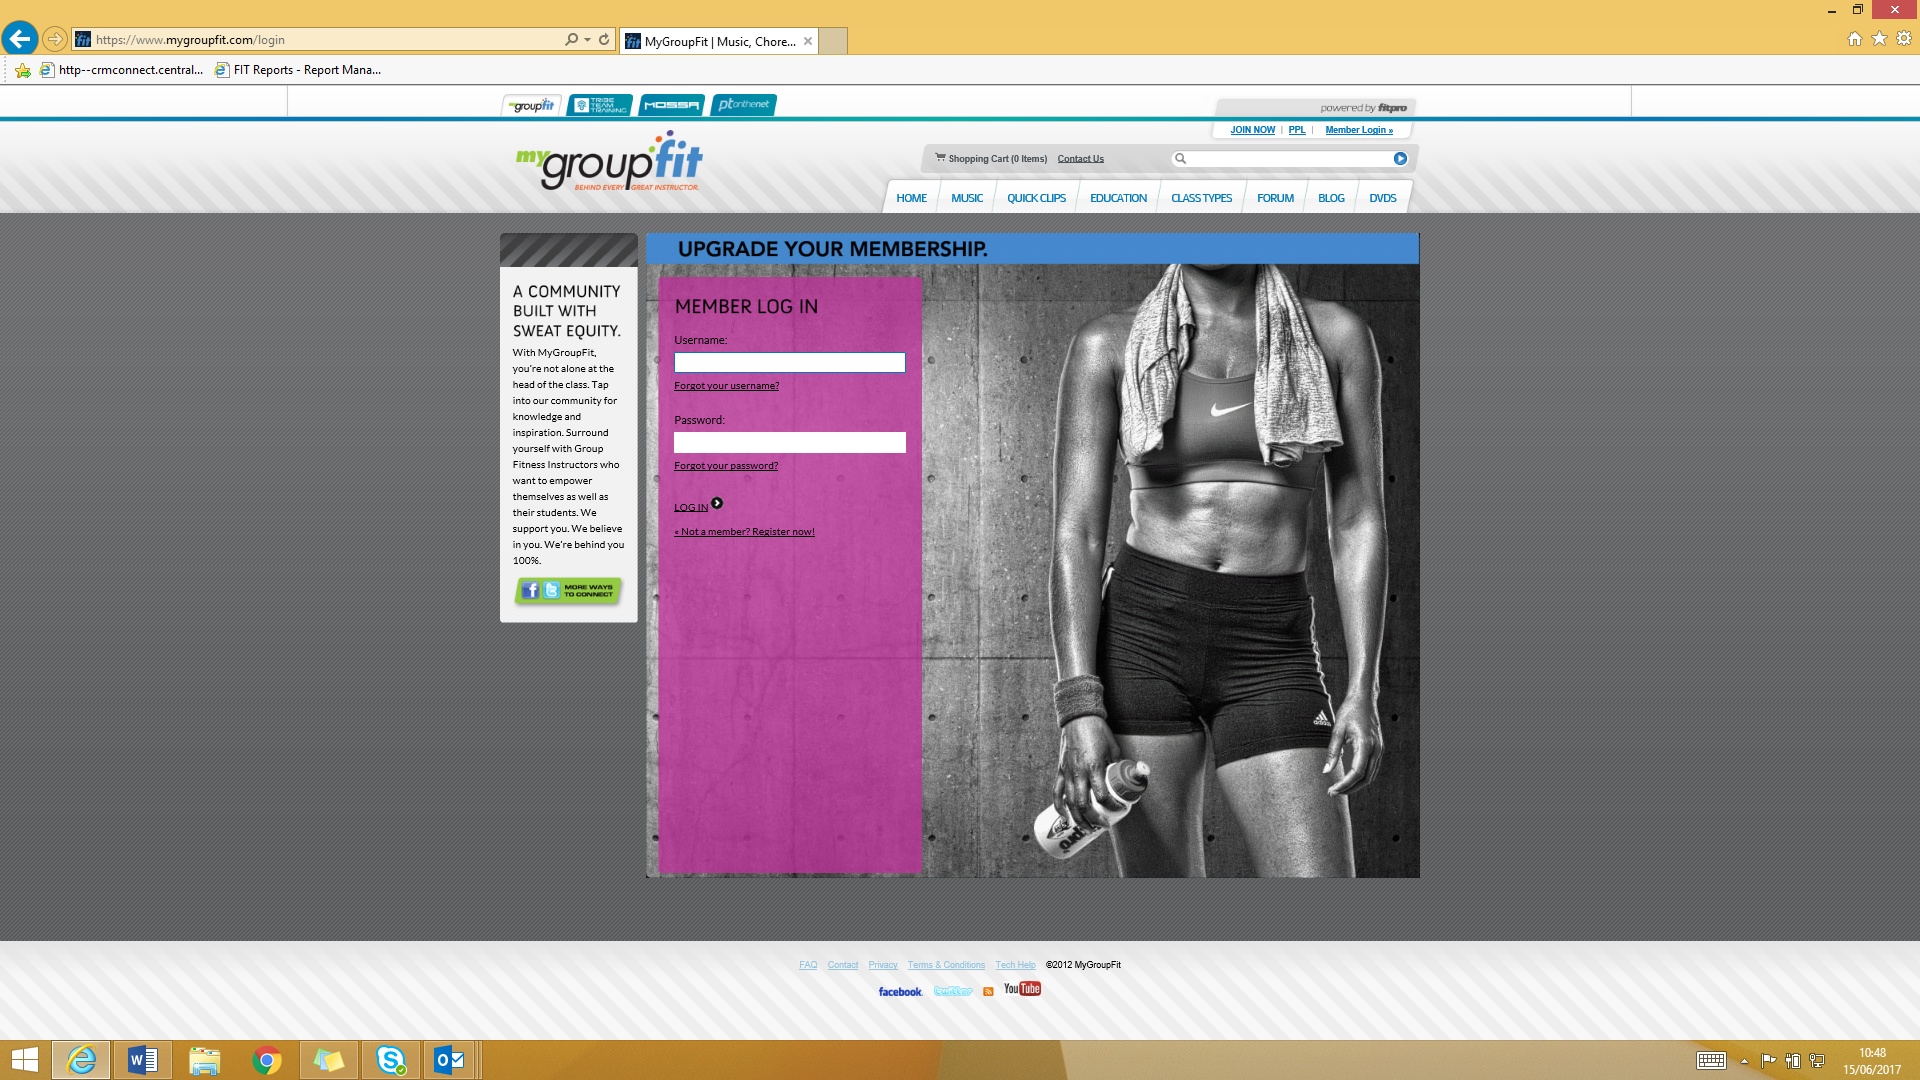 https://www.mygroupfit.com/login
MyGroupFit | Music, Chore...
http--crmconnect.central...
FIT Reports - Report Mana...
mygroupfit
TRIBE TEAM TRAINING
MOSSA
ptonthenet
powered by fitpro
JOIN NOW | PPL | Member Login »
mygroupfit
BEHIND EVERY GREAT INSTRUCTOR.
Shopping Cart (0 Items) Contact Us
HOME MUSIC QUICK CLIPS EDUCATION CLASS TYPES FORUM BLOG DVDS
A COMMUNITY
BUILT WITH
SWEAT EQUITY.
With MyGroupFit,
you're not alone at the
head of the class. Tap
into our community for
knowledge and
inspiration. Surround
yourself with Group
Fitness Instructors who
want to empower
themselves as well as
their students. We
support you. We believe
in you. We're behind you
100%.
MORE WAYS
TO CONNECT
UPGRADE YOUR MEMBERSHIP.
MEMBER LOG IN
Username:
Forgot your username?
Password:
Forgot your password?
LOG IN
« Not a member? Register now!
adidas
FAQ Contact Privacy Terms & Conditions Tech Help ©2012 MyGroupFit
facebook twitter YouTube
10:48
15/06/2017